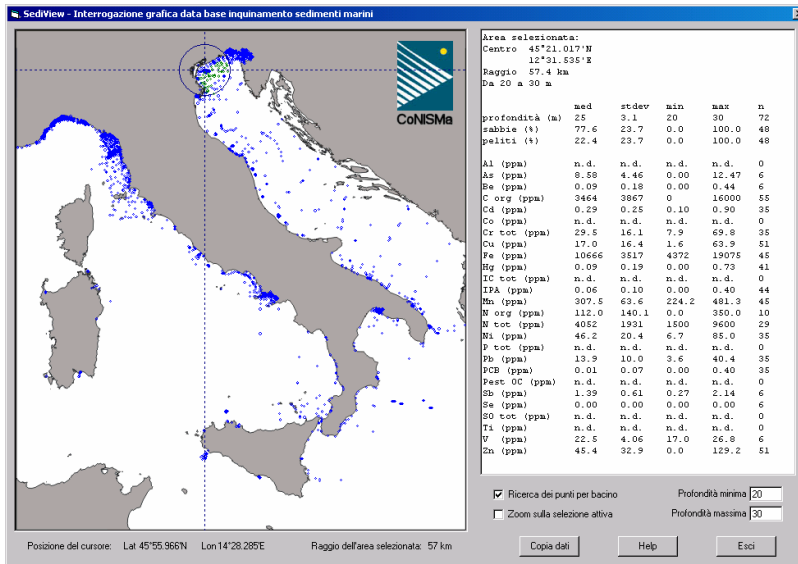 SediView - Interrogazione grafica data base inquinamento sedimenti marini
CoNISMa
Area selezionata:
Centro 45°21.017'N
12°31.535'E
Raggio 57.4 km
Da 20 a 30 m
med stdev min max n
profondità (m) 25 3.1 20 30 72
sabbie (%) 77.6 23.7 0.0 100.0 48
peliti (%) 22.4 23.7 0.0 100.0 48
Al (ppm) n.d. n.d. n.d. n.d. 0
As (ppm) 8.58 4.46 0.00 12.47 6
Be (ppm) 0.09 0.18 0.00 0.44 6
C org (ppm) 3464 3867 0 16000 55
Cd (ppm) 0.29 0.25 0.10 0.90 35
Co (ppm) n.d. n.d. n.d. n.d. 0
Cr tot (ppm) 29.5 16.1 7.9 69.8 35
Cu (ppm) 17.0 16.4 1.6 63.9 51
Fe (ppm) 10666 3517 4372 19075 45
Hg (ppm) 0.09 0.19 0.00 0.73 41
IC tot (ppm) n.d. n.d. n.d. n.d. 0
IPA (ppm) 0.06 0.10 0.00 0.40 44
Mn (ppm) 307.5 63.6 224.2 481.3 45
N org (ppm) 112.0 140.1 0.0 350.0 10
N tot (ppm) 4052 1931 1500 9600 29
Ni (ppm) 46.2 20.4 6.7 85.0 35
P tot (ppm) n.d. n.d. n.d. n.d. 0
Pb (ppm) 13.9 10.0 3.6 40.4 35
PCB (ppm) 0.01 0.07 0.00 0.40 35
Pest OC (ppm) n.d. n.d. n.d. n.d. 0
Sb (ppm) 1.39 0.61 0.27 2.14 6
Se (ppm) 0.00 0.00 0.00 0.00 6
SO tot (ppm) n.d. n.d. n.d. n.d. 0
Ti (ppm) n.d. n.d. n.d. n.d. 0
V (ppm) 22.5 4.06 17.0 26.8 6
Zn (ppm) 45.4 32.9 0.0 129.2 51
Ricerca dei punti per bacino Profondità minima 20
Zoom sulla selezione attiva Profondità massima 30
Posizione del cursore: Lat 45°55.966'N Lon 14°28.285'E Raggio dell'area selezionata: 57 km
Copia dati Help Esci